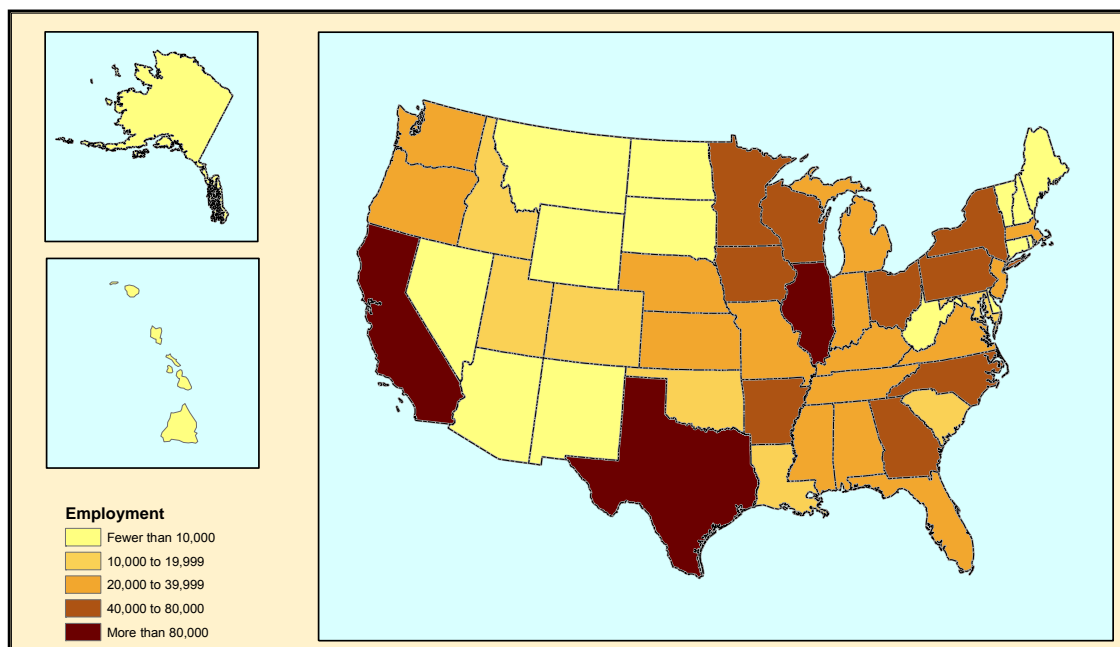 Employment
Fewer than 10,000
10,000 to 19,999
20,000 to 39,999
40,000 to 80,000
More than 80,000